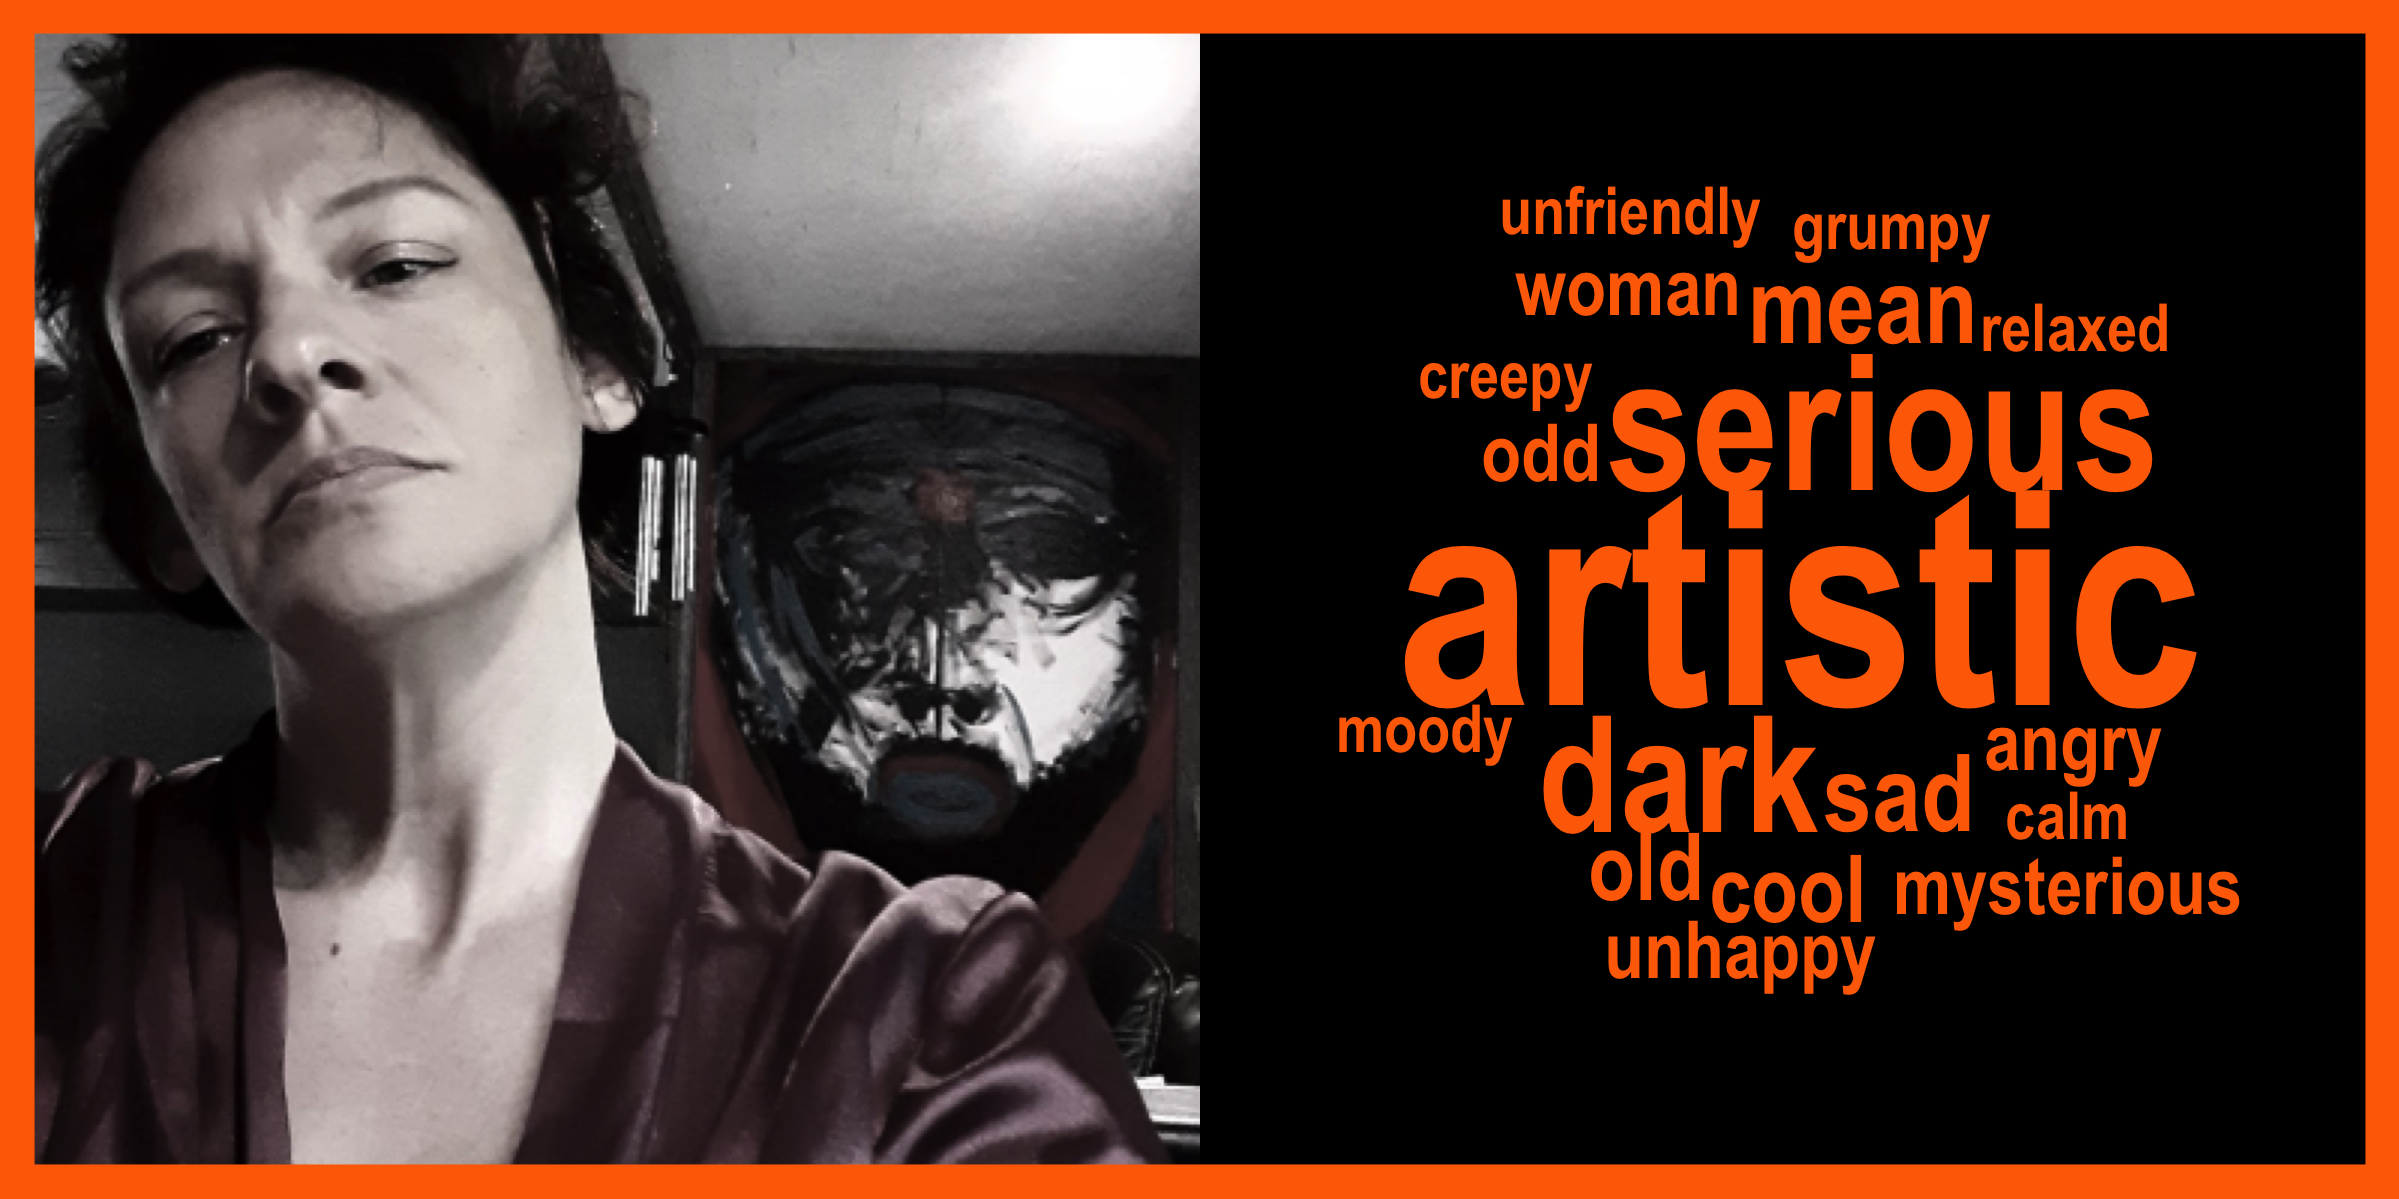 unfriendly grumpy
woman mean relaxed
creepy
odd serious
artistic
moody dark sad angry
calm
old cool mysterious
unhappy